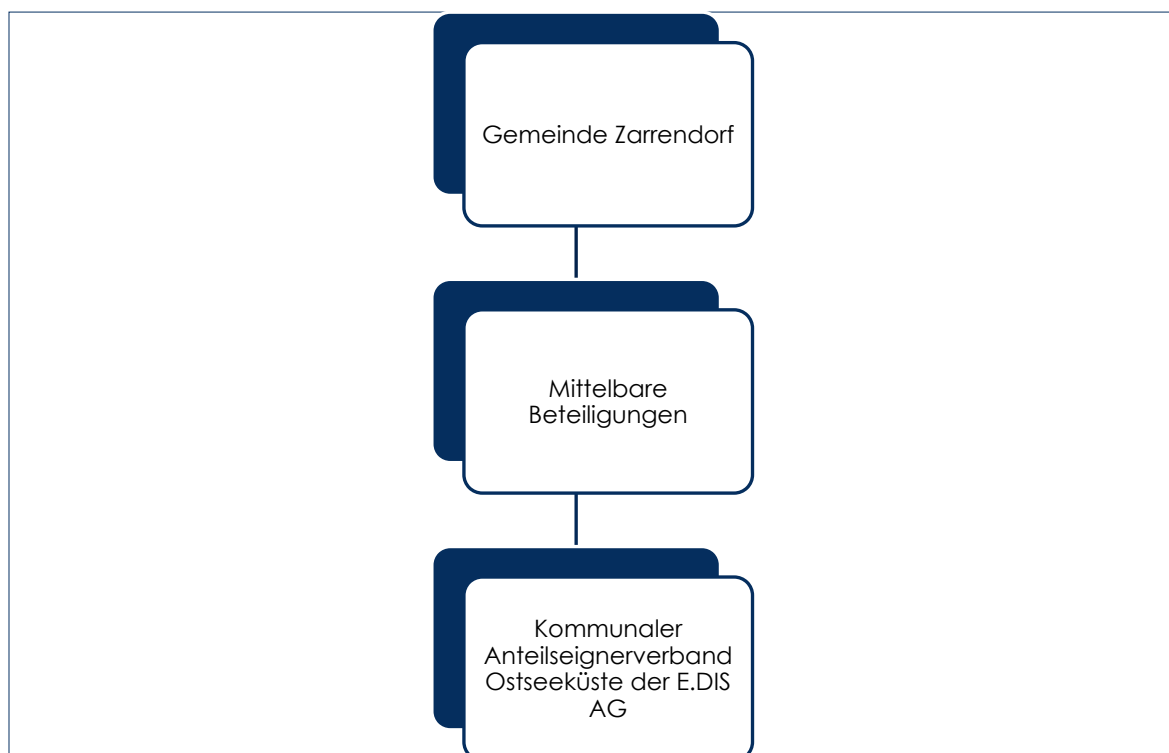 Gemeinde Zarrendorf
Mittelbare
Beteiligungen
Kommunaler
Anteilseignerverband
Ostseeküste der E.DIS
AG